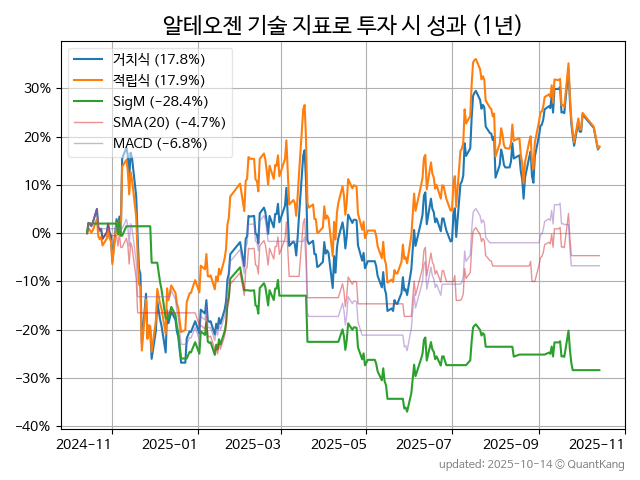 알테오젠 기술 지표로 투자 시 성과 (1년)
거치식 (17.8%)
적립식 (17.9%)
SigM (−28.4%)
SMA(20) (−4.7%)
MACD (−6.8%)
30%
20%
10%
0%
−10%
−20%
−30%
−40%
2024-11 2025-01 2025-03 2025-05 2025-07 2025-09 2025-11
updated: 2025-10-14 © QuantKang